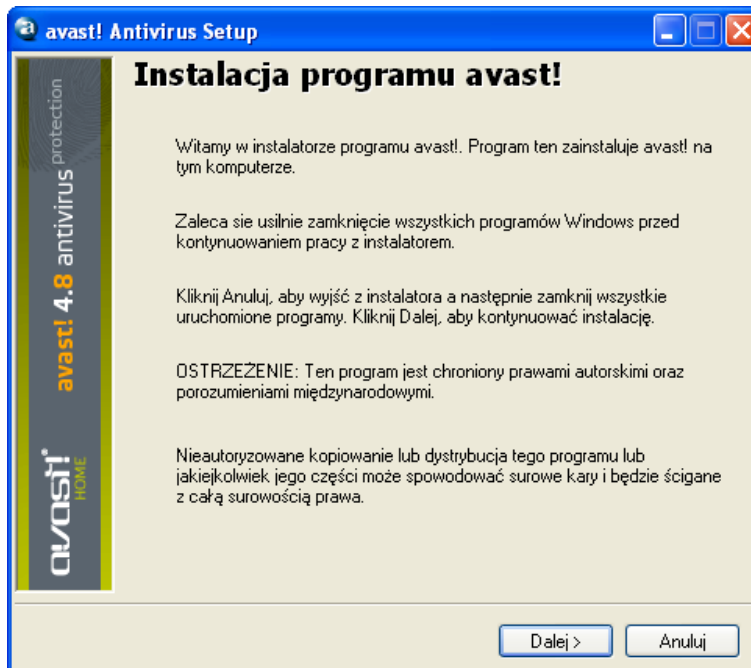 avast! Antivirus Setup
Instalacja programu avast!
Witamy w instalatorze programu avast!. Program ten zainstaluje avast! na
tym komputerze.
Zaleca sie usilnie zamknięcie wszystkich programów Windows przed
kontynuowaniem pracy z instalatorem.
Kliknij Anuluj, aby wyjść z instalatora a następnie zamknij wszystkie
uruchomione programy. Kliknij Dalej, aby kontynuować instalację.
OSTRZEŻENIE: Ten program jest chroniony prawami autorskimi oraz
porozumieniami międzynarodowymi.
Nieautoryzowane kopiowanie lub dystrybucja tego programu lub
jakiejkolwiek jego części może spowodować surowe kary i będzie ścigane
z całą surowością prawa.
avast! 4.8 antivirus protection
avast!
HOME
Dalej >
Anuluj